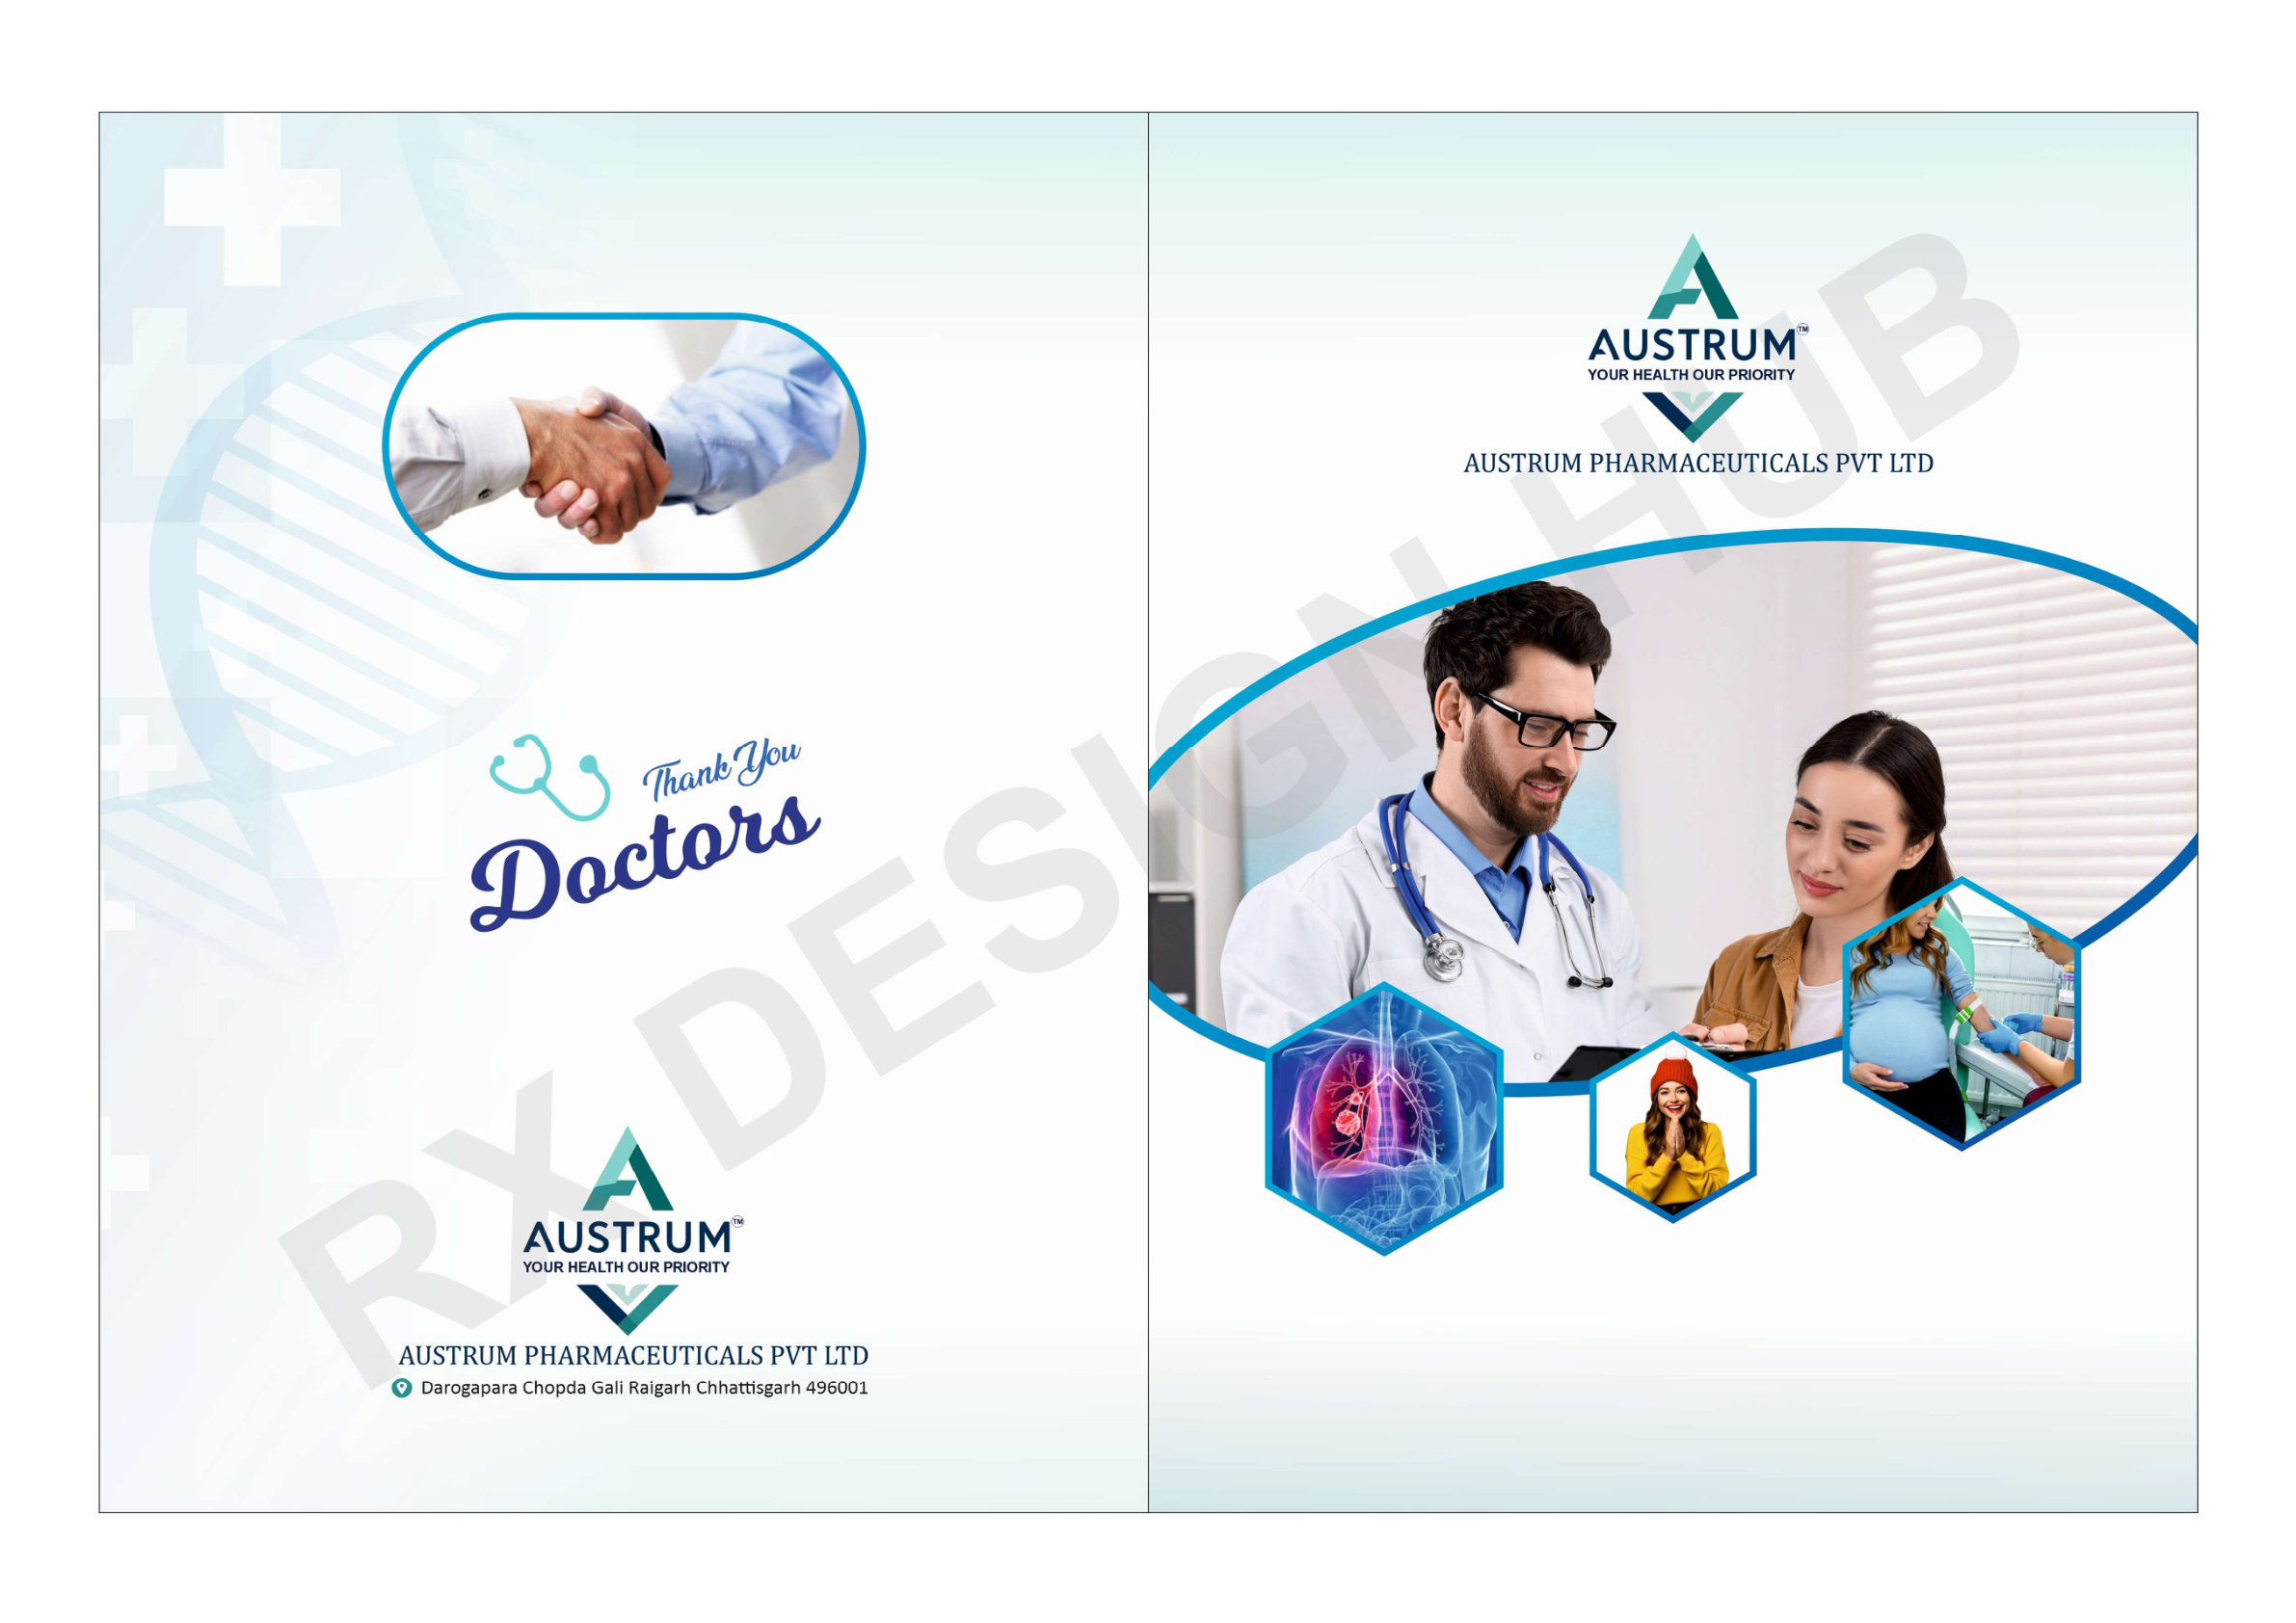 Thank You
Doctors
AUSTRUM™
YOUR HEALTH OUR PRIORITY
AUSTRUM PHARMACEUTICALS PVT LTD
Darogapara Chopda Gali Raigarh Chhattisgarh 496001
AUSTRUM™
YOUR HEALTH OUR PRIORITY
AUSTRUM PHARMACEUTICALS PVT LTD
RX DESIGN HUB